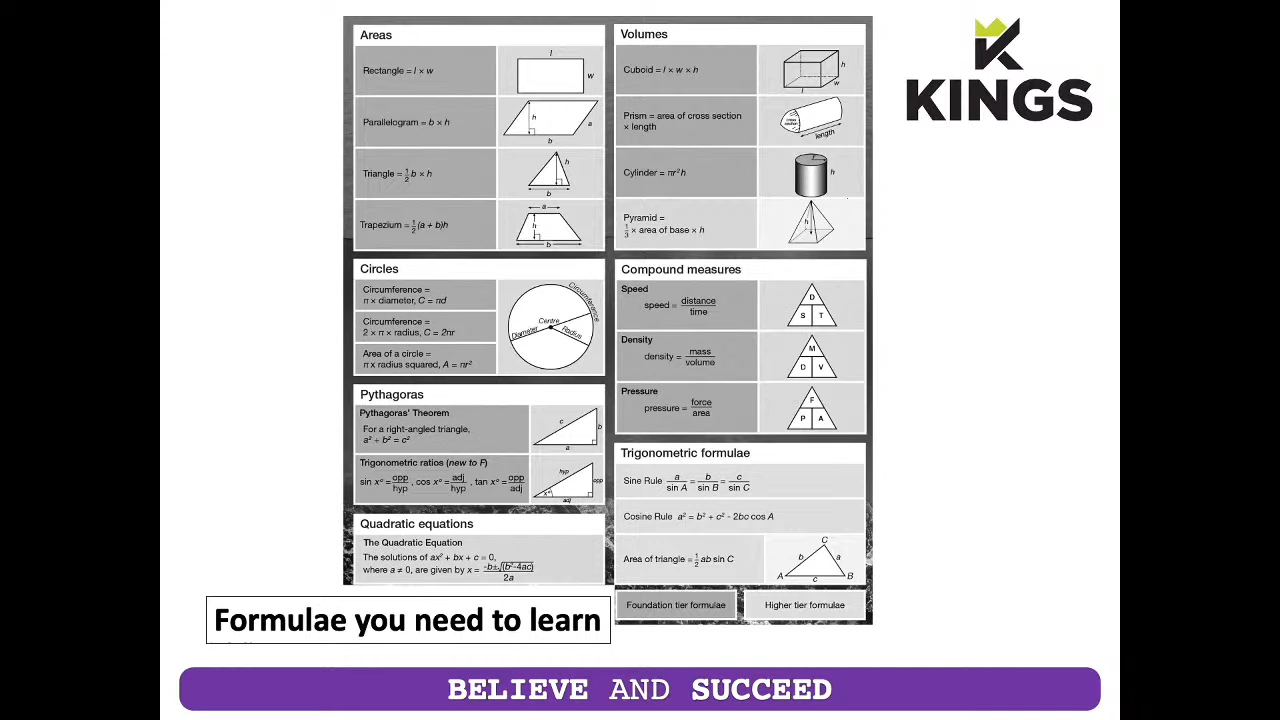 Areas
Rectangle = l × w
l
w
Parallelogram = b × h
h
a
b
Triangle = 1/2 b × h
h
b
Trapezium = 1/2 (a + b)h
a
h
b
Circles
Circumference =
π × diameter, C = πd
Circumference =
2 × π × radius, C = 2πr
Area of a circle =
π x radius squared, A = πr²
Circumference
Centre
Diameter
Radius
Pythagoras
Pythagoras' Theorem
For a right-angled triangle,
a² + b² = c²
c
b
a
Trigonometric ratios (new to F)
sin x° = opp/hyp, cos x° = adj/hyp, tan x° = opp/adj
hyp
opp
x°
adj
Quadratic equations
The Quadratic Equation
The solutions of ax² + bx + c = 0,
where a ≠ 0, are given by x = -b±√(b²-4ac)/2a
Volumes
Cuboid = l × w × h
h
w
l
Prism = area of cross section
× length
cross section
length
Cylinder = πr²h
r
h
Pyramid =
1/3 × area of base × h
h
Compound measures
Speed
speed = distance/time
D
S T
Density
density = mass/volume
M
D V
Pressure
pressure = force/area
F
P A
Trigonometric formulae
Sine Rule a/sin A = b/sin B = c/sin C
Cosine Rule a² = b² + c² - 2bc cos A
Area of triangle = 1/2 ab sin C
C
b a
A c B
Foundation tier formulae
Higher tier formulae
KINGS
Formulae you need to learn
BELIEVE AND SUCCEED